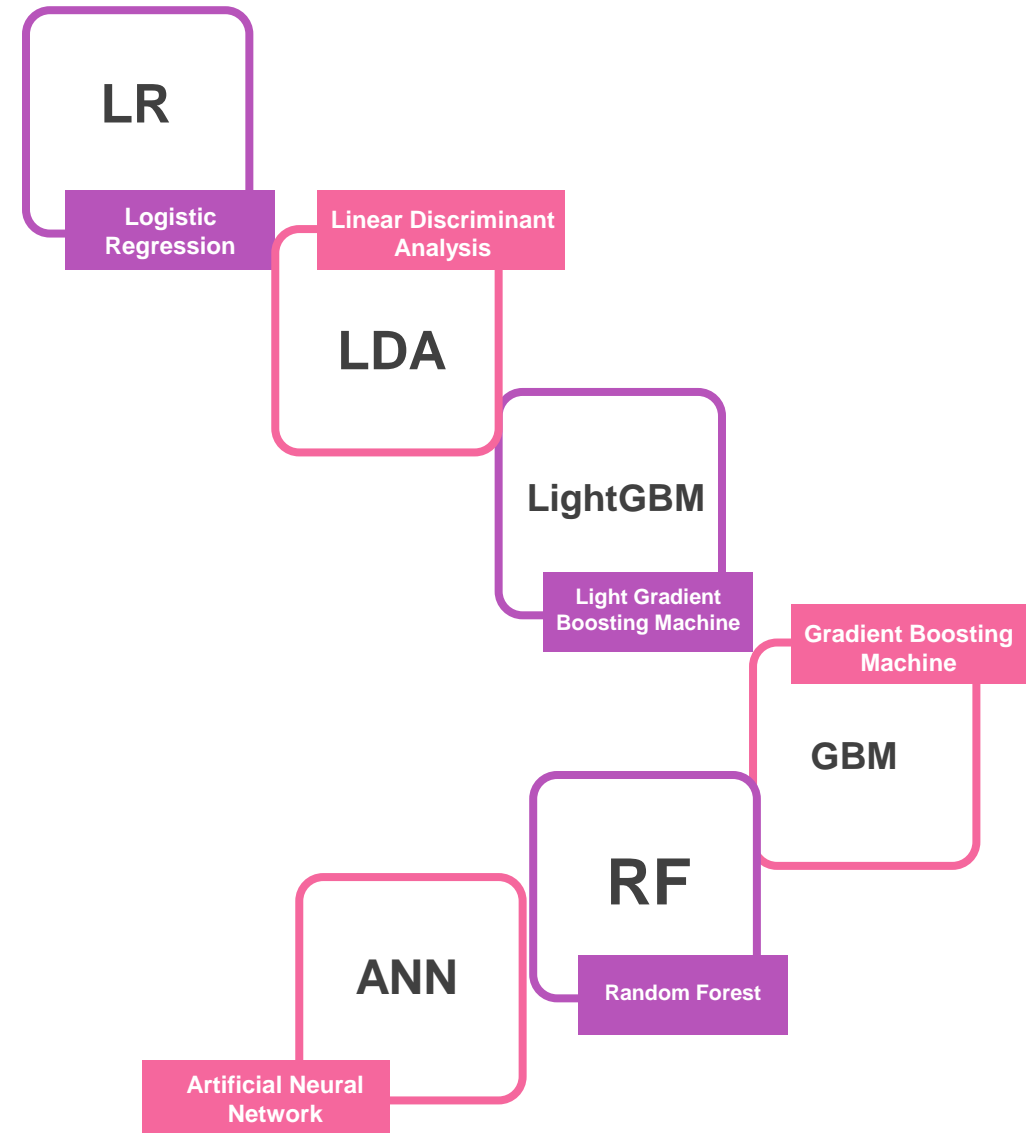 LR
Logistic
Regression
Linear Discriminant
Analysis
LDA
LightGBM
Light Gradient
Boosting Machine
Gradient Boosting
Machine
GBM
RF
Random Forest
ANN
Artificial Neural
Network